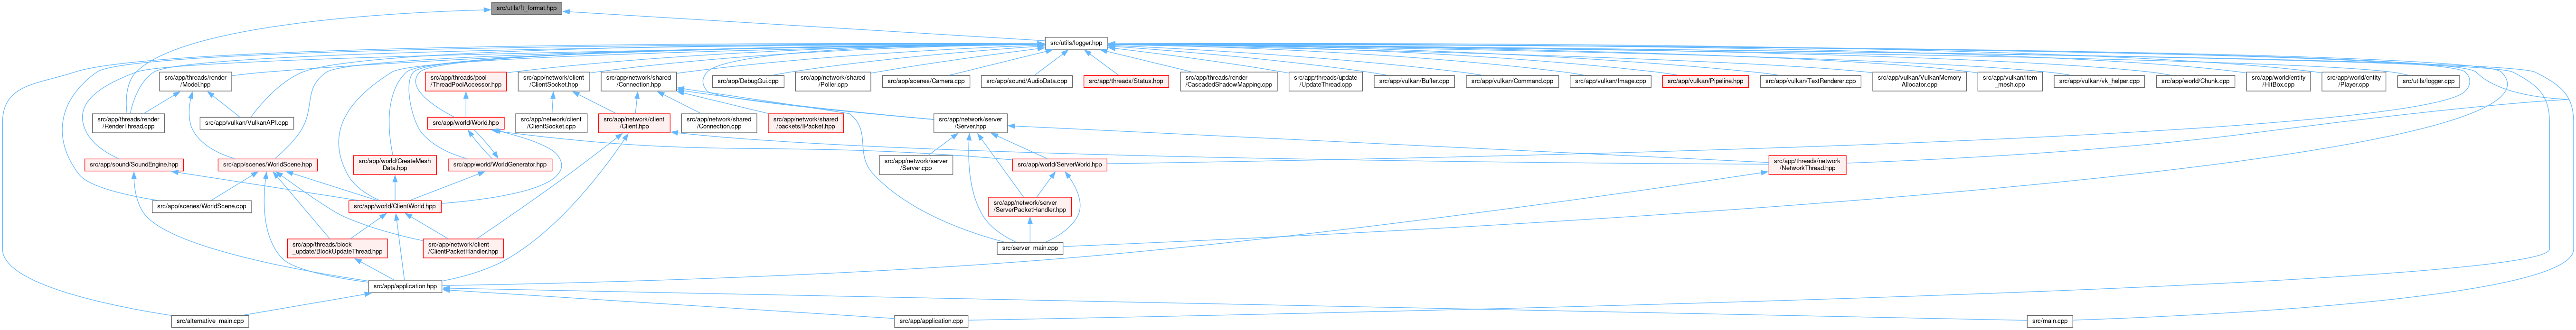 src/utils/ft_format.hpp
src/utils/logger.hpp
src/app/threads/render
/Model.hpp
src/app/threads/pool
/ThreadPoolAccessor.hpp
src/app/network/client
/ClientSocket.hpp
src/app/network/shared
/Connection.hpp
src/app/DebugGui.cpp
src/app/network/shared
/Poller.cpp
src/app/scenes/Camera.cpp
src/app/sound/AudioData.cpp
src/app/threads/Status.hpp
src/app/threads/render
/CascadedShadowMapping.cpp
src/app/threads/update
/UpdateThread.cpp
src/app/vulkan/Buffer.cpp
src/app/vulkan/Command.cpp
src/app/vulkan/Image.cpp
src/app/vulkan/Pipeline.hpp
src/app/vulkan/TextRenderer.cpp
src/app/vulkan/VulkanMemory
Allocator.cpp
src/app/vulkan/item
_mesh.cpp
src/app/vulkan/vk_helper.cpp
src/app/world/Chunk.cpp
src/app/world/entity
/HitBox.cpp
src/app/world/entity
/Player.cpp
src/utils/logger.cpp
src/app/threads/render
/RenderThread.cpp
src/app/vulkan/VulkanAPI.cpp
src/app/world/World.hpp
src/app/network/client
/ClientSocket.cpp
src/app/network/client
/Client.hpp
src/app/network/shared
/Connection.cpp
src/app/network/shared
/packets/IPacket.hpp
src/app/network/server
/Server.hpp
src/app/sound/SoundEngine.hpp
src/app/scenes/WorldScene.hpp
src/app/world/CreateMesh
Data.hpp
src/app/world/WorldGenerator.hpp
src/app/network/server
/Server.cpp
src/app/world/ServerWorld.hpp
src/app/threads/network
/NetworkThread.hpp
src/app/scenes/WorldScene.cpp
src/app/world/ClientWorld.hpp
src/app/network/server
/ServerPacketHandler.hpp
src/app/threads/block
_update/BlockUpdateThread.hpp
src/app/network/client
/ClientPacketHandler.hpp
src/server_main.cpp
src/app/application.hpp
src/alternative_main.cpp
src/app/application.cpp
src/main.cpp